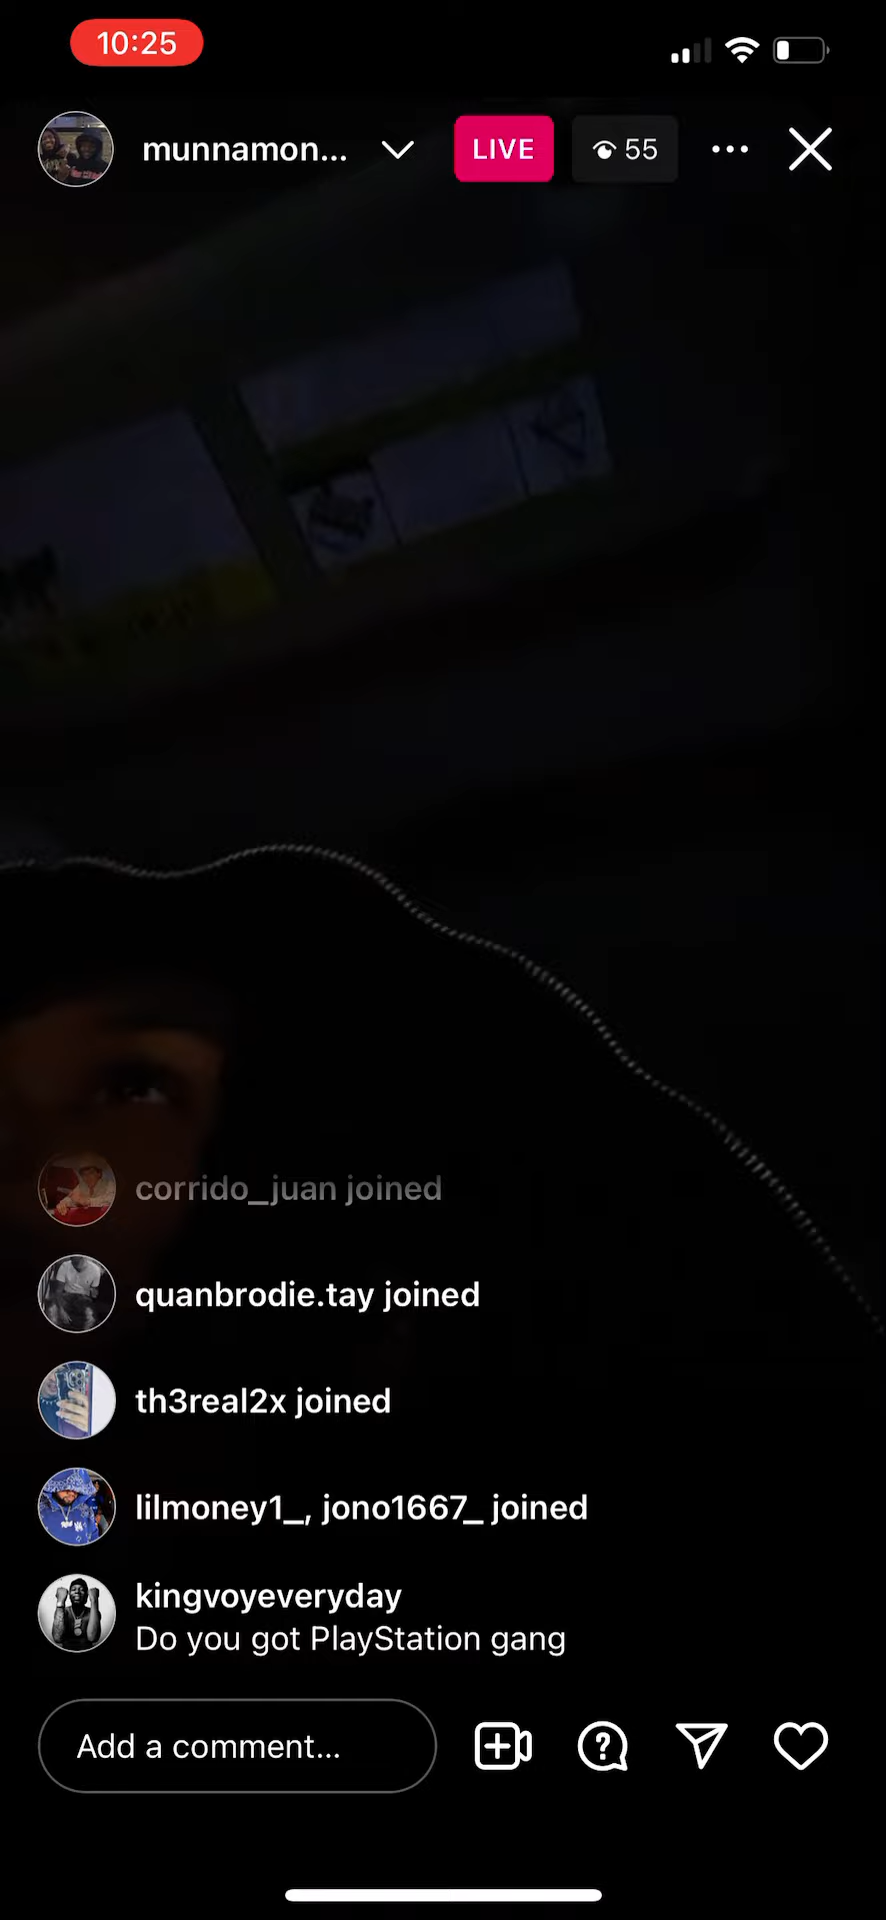 10:25
munnamon...
LIVE
55
corrido_juan joined
quanbrodie.tay joined
th3real2x joined
lilmoney1_, jono1667_ joined
kingvoyeveryday
Do you got PlayStation gang
Add a comment...